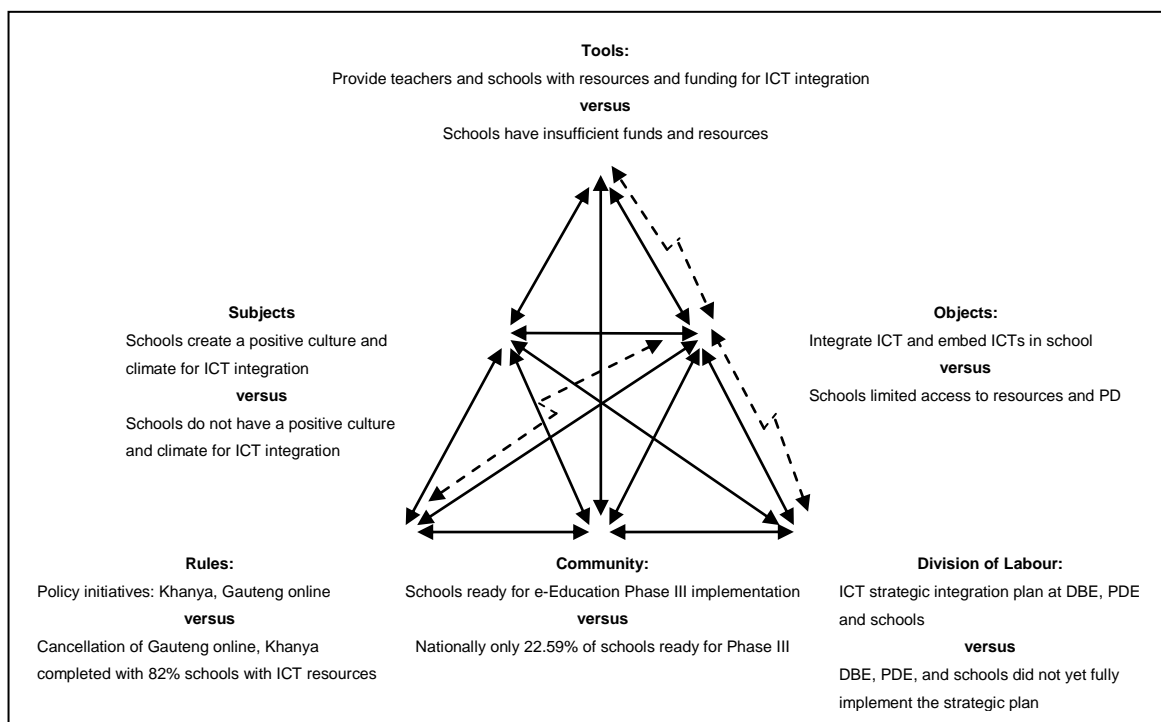 Tools:
Provide teachers and schools with resources and funding for ICT integration
versus
Schools have insufficient funds and resources
Subjects
Schools create a positive culture and
climate for ICT integration
versus
Schools do not have a positive culture
and climate for ICT integration
Objects:
Integrate ICT and embed ICTs in school
versus
Schools limited access to resources and PD
Rules:
Policy initiatives: Khanya, Gauteng online
versus
Cancellation of Gauteng online, Khanya
completed with 82% schools with ICT resources
Community:
Schools ready for e-Education Phase III implementation
versus
Nationally only 22.59% of schools ready for Phase III
Division of Labour:
ICT strategic integration plan at DBE, PDE
and schools
versus
DBE, PDE, and schools did not yet fully
implement the strategic plan